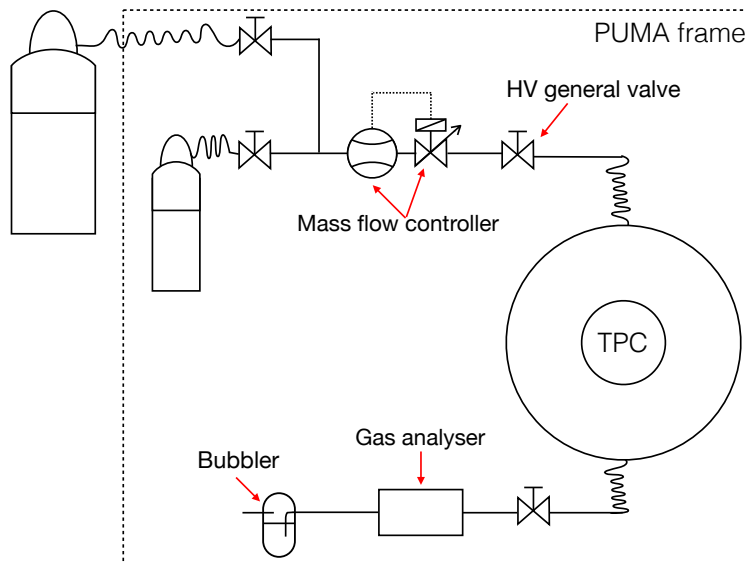 PUMA frame
HV general valve
Mass flow controller
TPC
Gas analyser
Bubbler